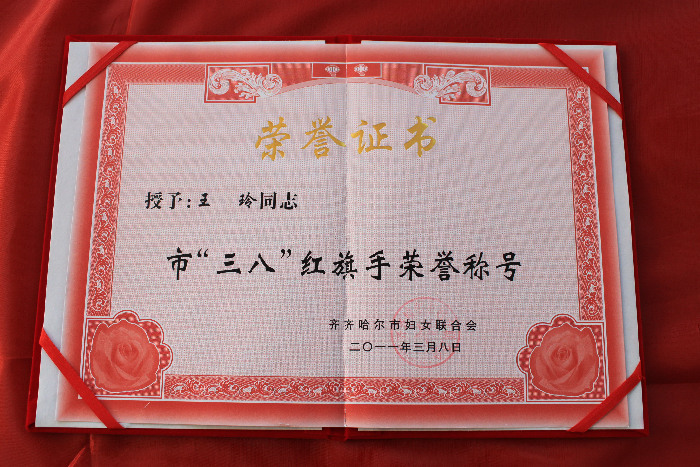 荣誉证书
授予:王 玲同志
市“三八”红旗手荣誉称号
齐齐哈尔市妇女联合会
二〇一一年三月八日